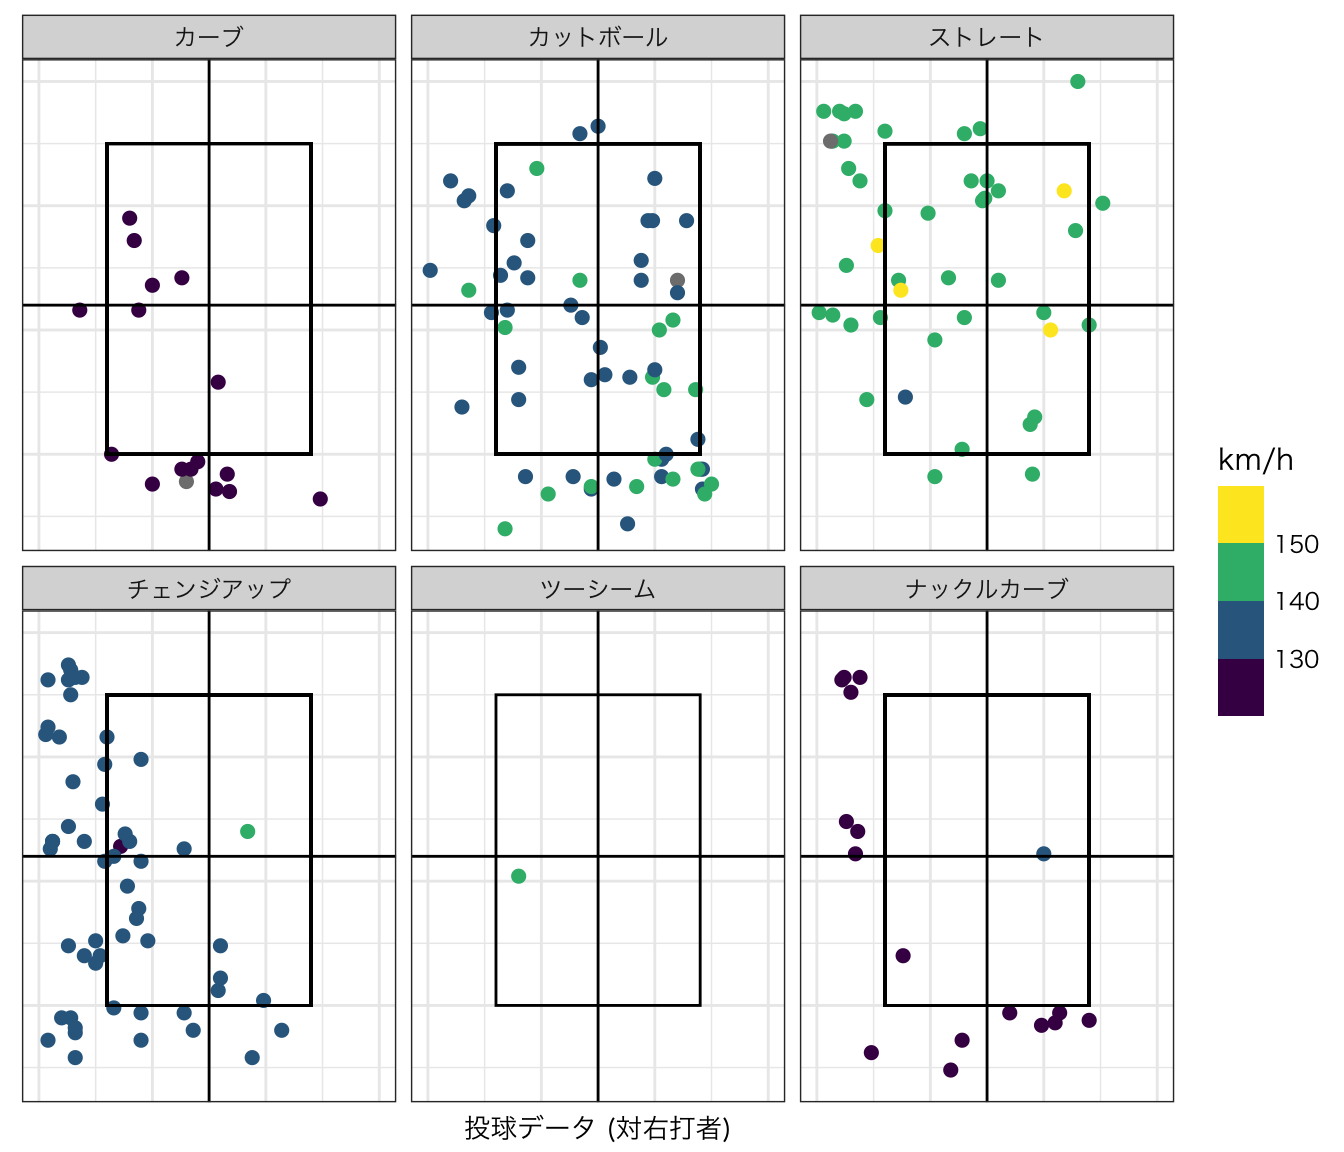 カーブ
カットボール
ストレート
チェンジアップ
ツーシーム
ナックルカーブ
km/h
150
140
130
投球データ (対右打者)